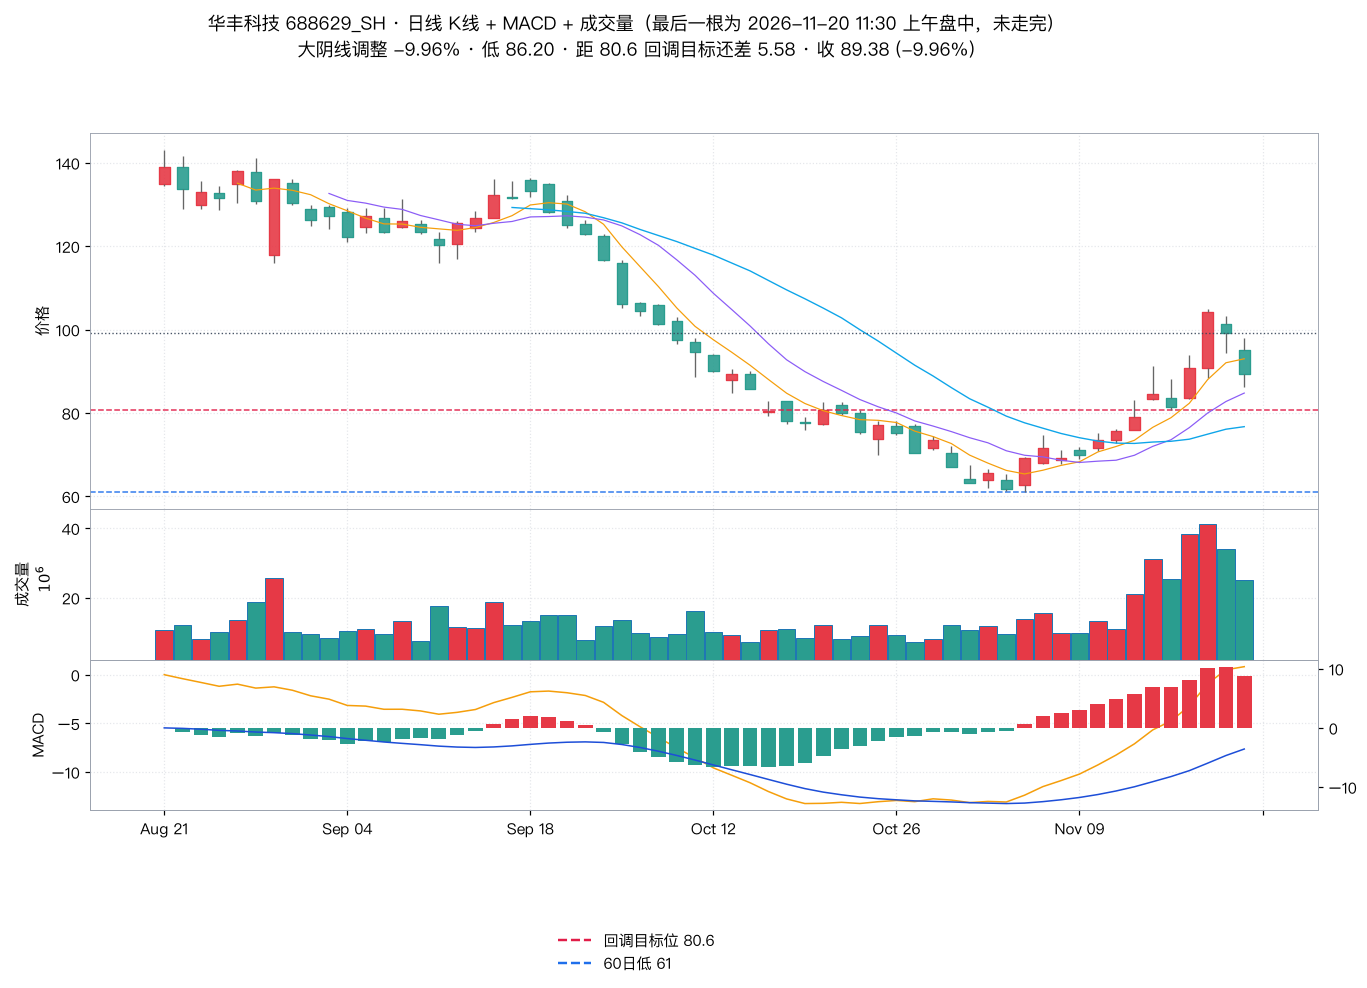 华丰科技 688629_SH · 日线 K线 + MACD + 成交量（最后一根为 2026−11−20 11:30 上午盘中，未走完）
大阴线调整 −9.96% · 低 86.20 · 距 80.6 回调目标还差 5.58 · 收 89.38 (−9.96%)
价格
140
120
100
80
60
成交量
10⁶
40
20
MACD
0
−5
−10
10
0
−10
Aug 21
Sep 04
Sep 18
Oct 12
Oct 26
Nov 09
回调目标位 80.6
60日低 61